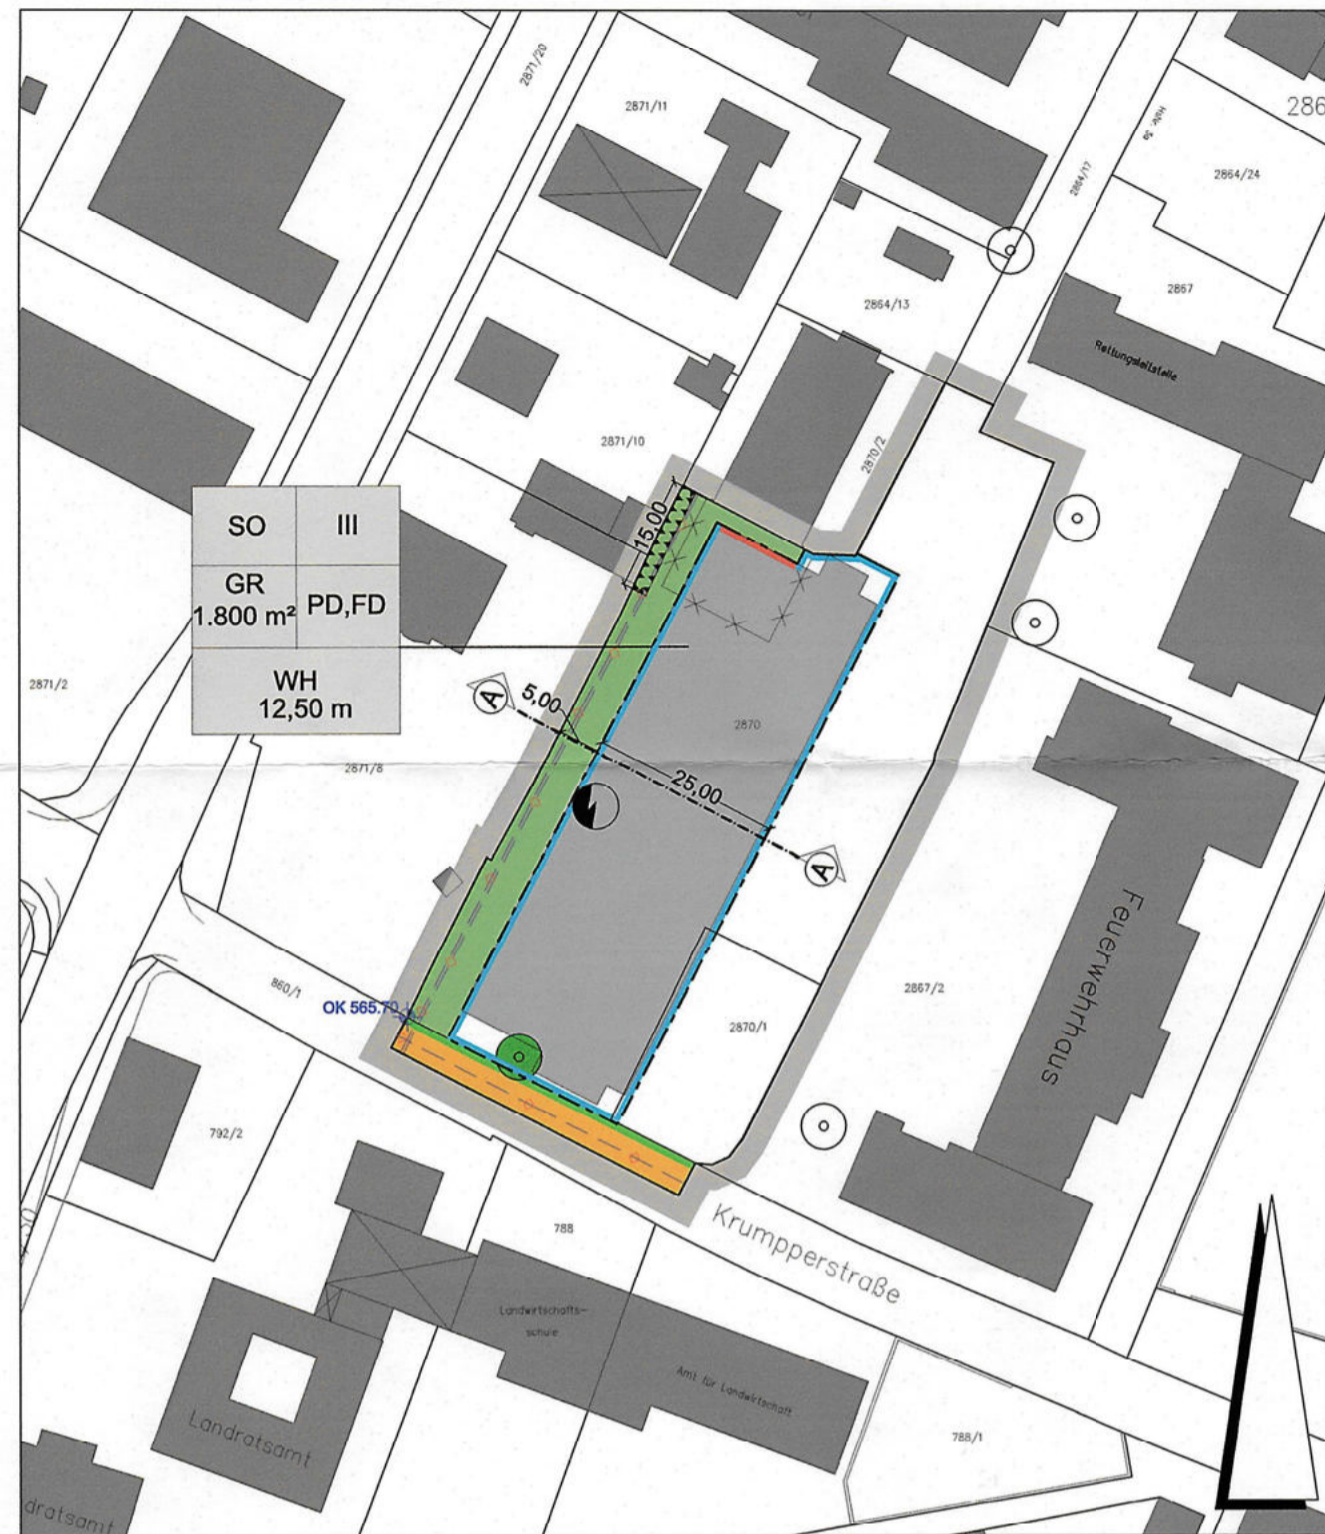 2871/20
2871/11
286
Hsnr. 5a
2864/17
2864/24
2867
2864/13
Rettungsleitstelle
2871/10
2870/2
15,00
SO
III
GR
1.800 m²
PD,FD
WH
12,50 m
2871/2
A
5,00
2870
2871/8
25,00
A
Feuerwehrhaus
860/1
OK 565.70
2867/2
2870/1
792/2
788
Krumpperstraße
Landwirtschafts-
schule
Amt für Landwirtschaft
Landratsamt
788/1
dratsamt